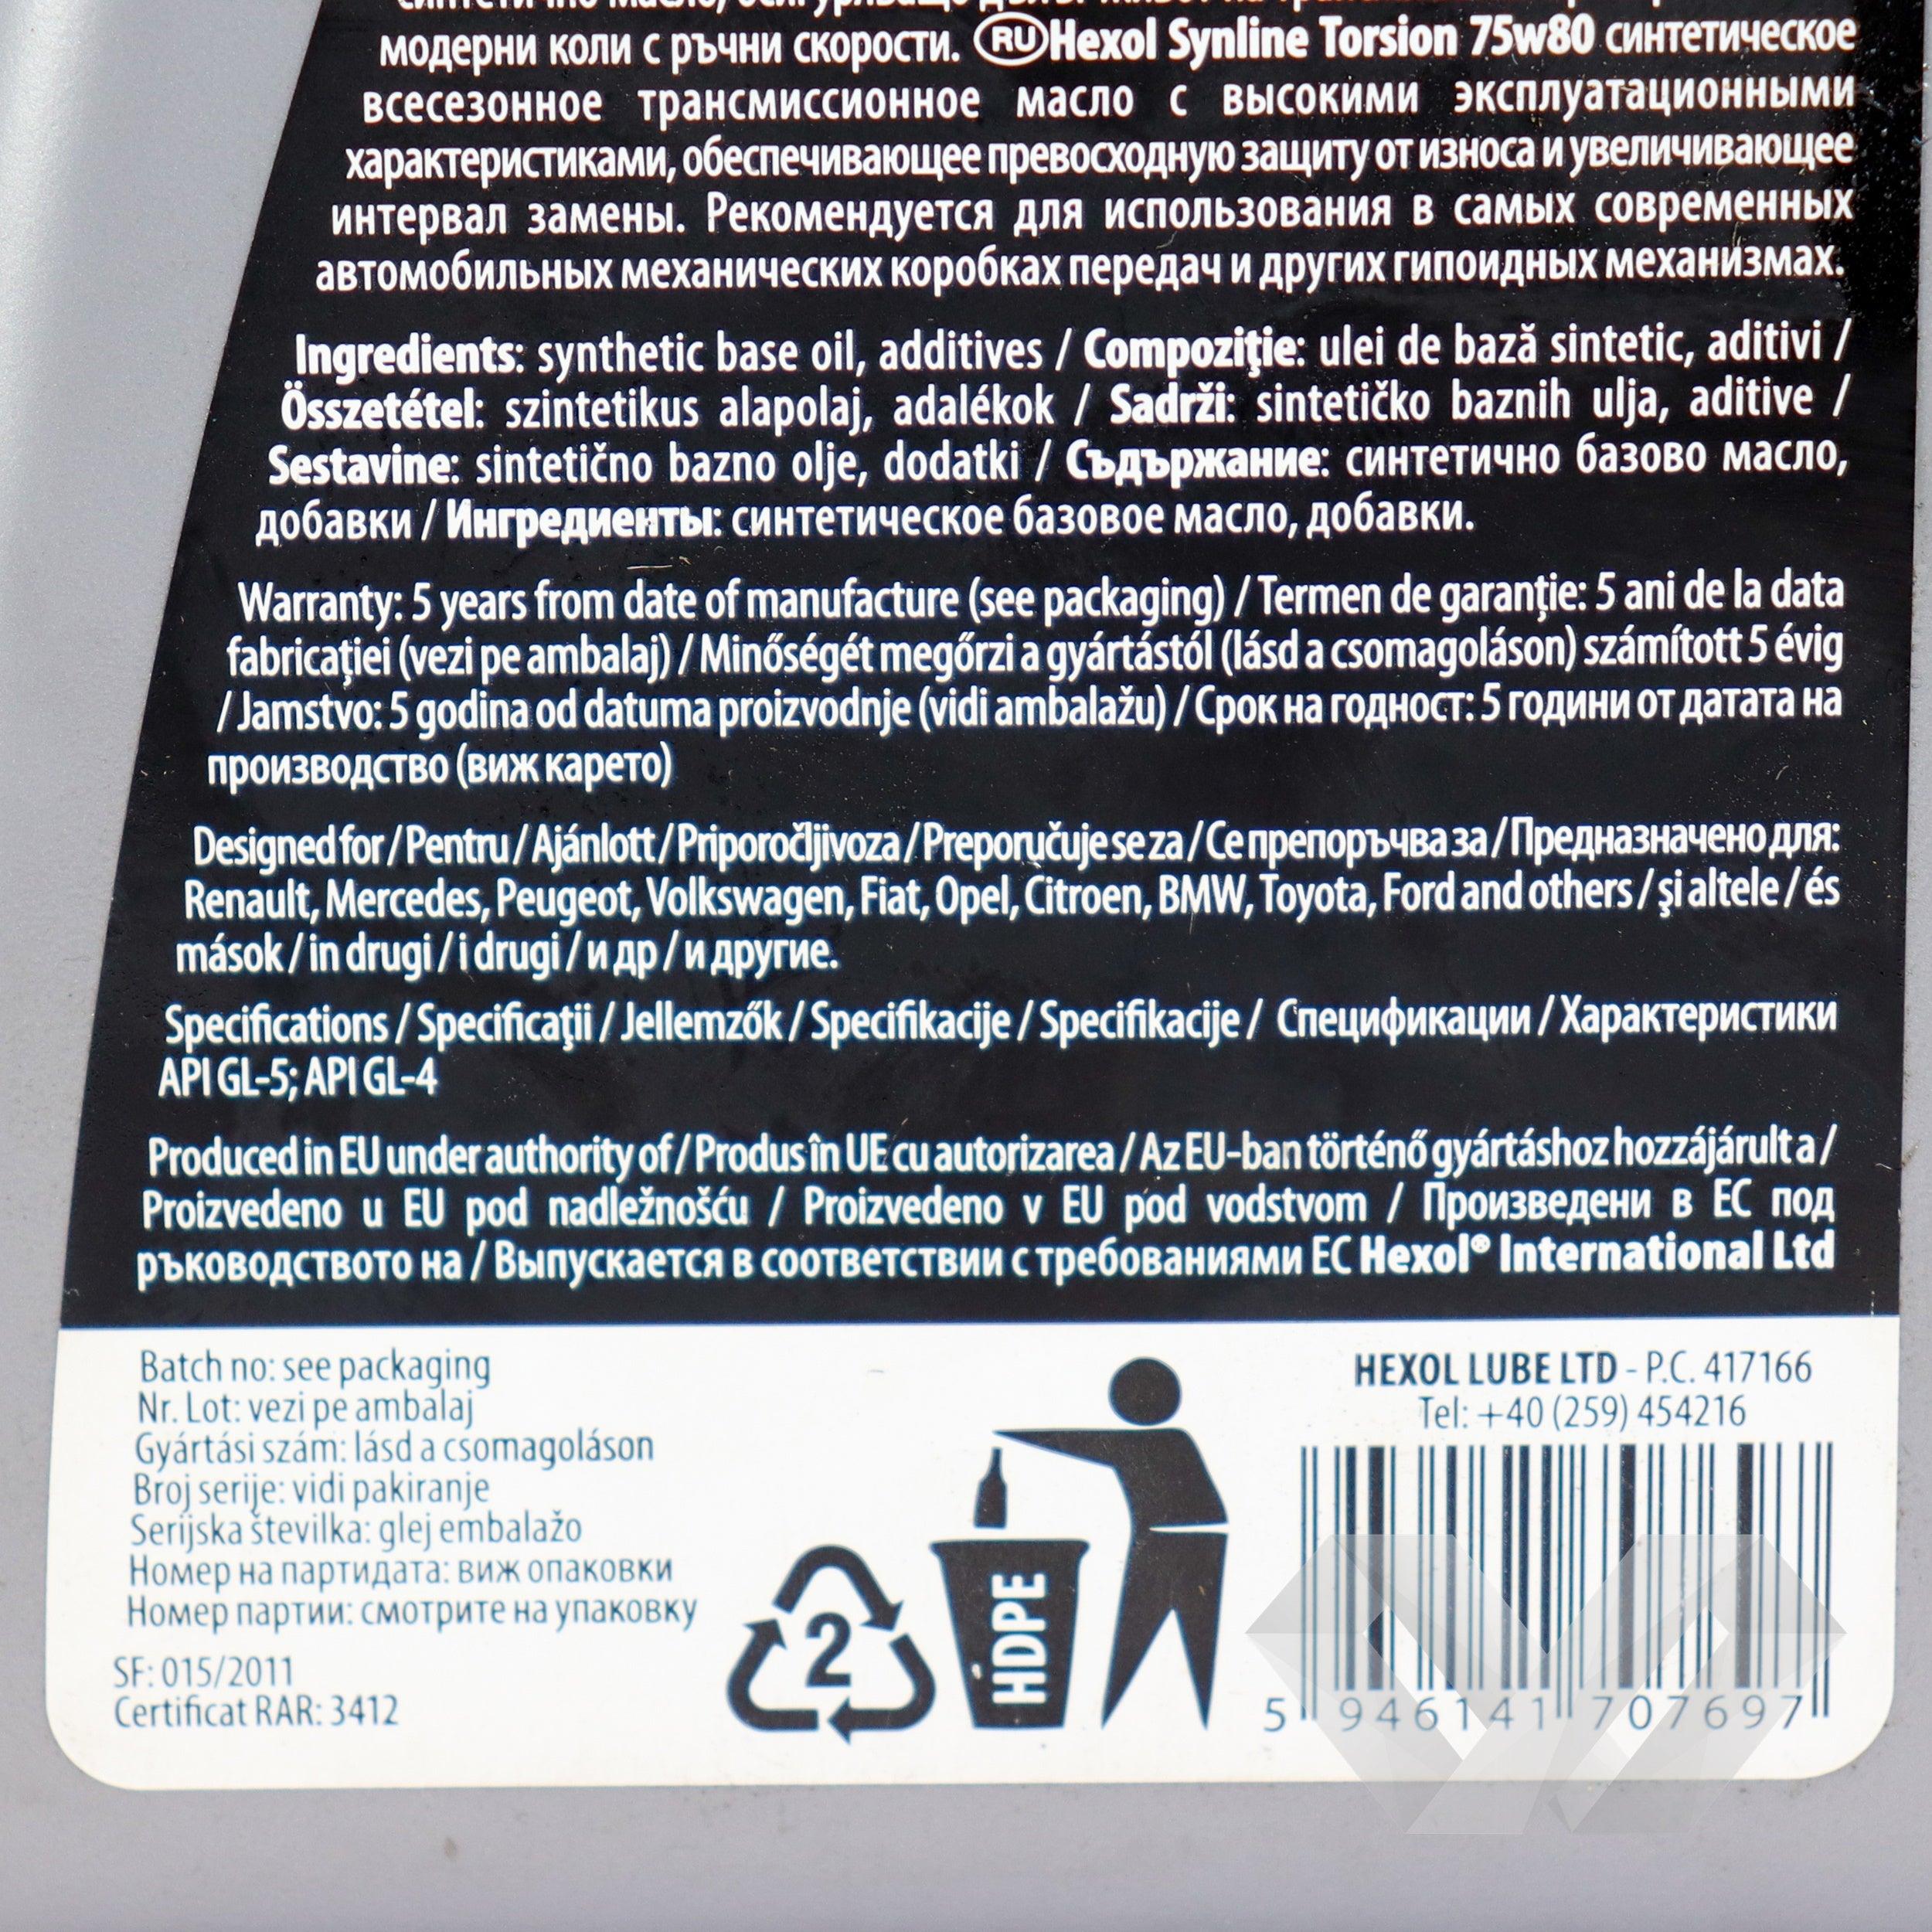 синтетично масло, осигуряващо
модерни коли с ръчни скорости. RU Hexol Synline Torsion 75w80 синтетическое
всесезонное трансмиссионное масло с высокими эксплуатационными
характеристиками, обеспечивающее превосходную защиту от износа и увеличивающее
интервал замены. Рекомендуется для использования в самых современных
автомобильных механических коробках передач и других гипоидных механизмах.
Ingredients: synthetic base oil, additives / Compoziţie: ulei de bază sintetic, aditivi /
Összetétel: szintetikus alapolaj, adalékok / Sadrži: sintetičko baznih ulja, aditive /
Sestavine: sintetično bazno olje, dodatki / Съдържание: синтетично базово масло,
добавки / Ингредиенты: синтетическое базовое масло, добавки.
Warranty: 5 years from date of manufacture (see packaging) / Termen de garanţie: 5 ani de la data
fabricaţiei (vezi pe ambalaj) / Minőségét megőrzi a gyártástól (lásd a csomagoláson) számított 5 évig
/ Jamstvo: 5 godina od datuma proizvodnje (vidi ambalažu) / Срок на годност: 5 години от датата на
производство (виж карето)
Designed for / Pentru / Ajánlott / Priporočljivo za / Preporučuje se za / Се препоръчва за / Предназначено для:
Renault, Mercedes, Peugeot, Volkswagen, Fiat, Opel, Citroen, BMW, Toyota, Ford and others / şi altele / és
mások / in drugi / i drugi / и др / и другие.
Specifications / Specificaţii / Jellemzők / Specifikacije / Specifikacije / Спецификации / Характеристики
API GL-5; API GL-4
Produced in EU under authority of / Produs în UE cu autorizarea / Az EU-ban történő gyártáshoz hozzájárult a /
Proizvedeno u EU pod nadležnošću / Proizvedeno v EU pod vodstvom / Произведени в ЕС под
ръководството на / Выпускается в соответствии с требованиями ЕС Hexol® International Ltd
Batch no: see packaging
Nr. Lot: vezi pe ambalaj
Gyártási szám: lásd a csomagoláson
Broj serije: vidi pakiranje
Serijska številka: glej embalažo
Номер на партидата: виж опаковки
Номер партии: смотрите на упаковку
SF: 015/2011
Certificat RAR: 3412
2
HDPE
HEXOL LUBE LTD - P.C. 417166
Tel: +40 (259) 454216
5 946141 707697